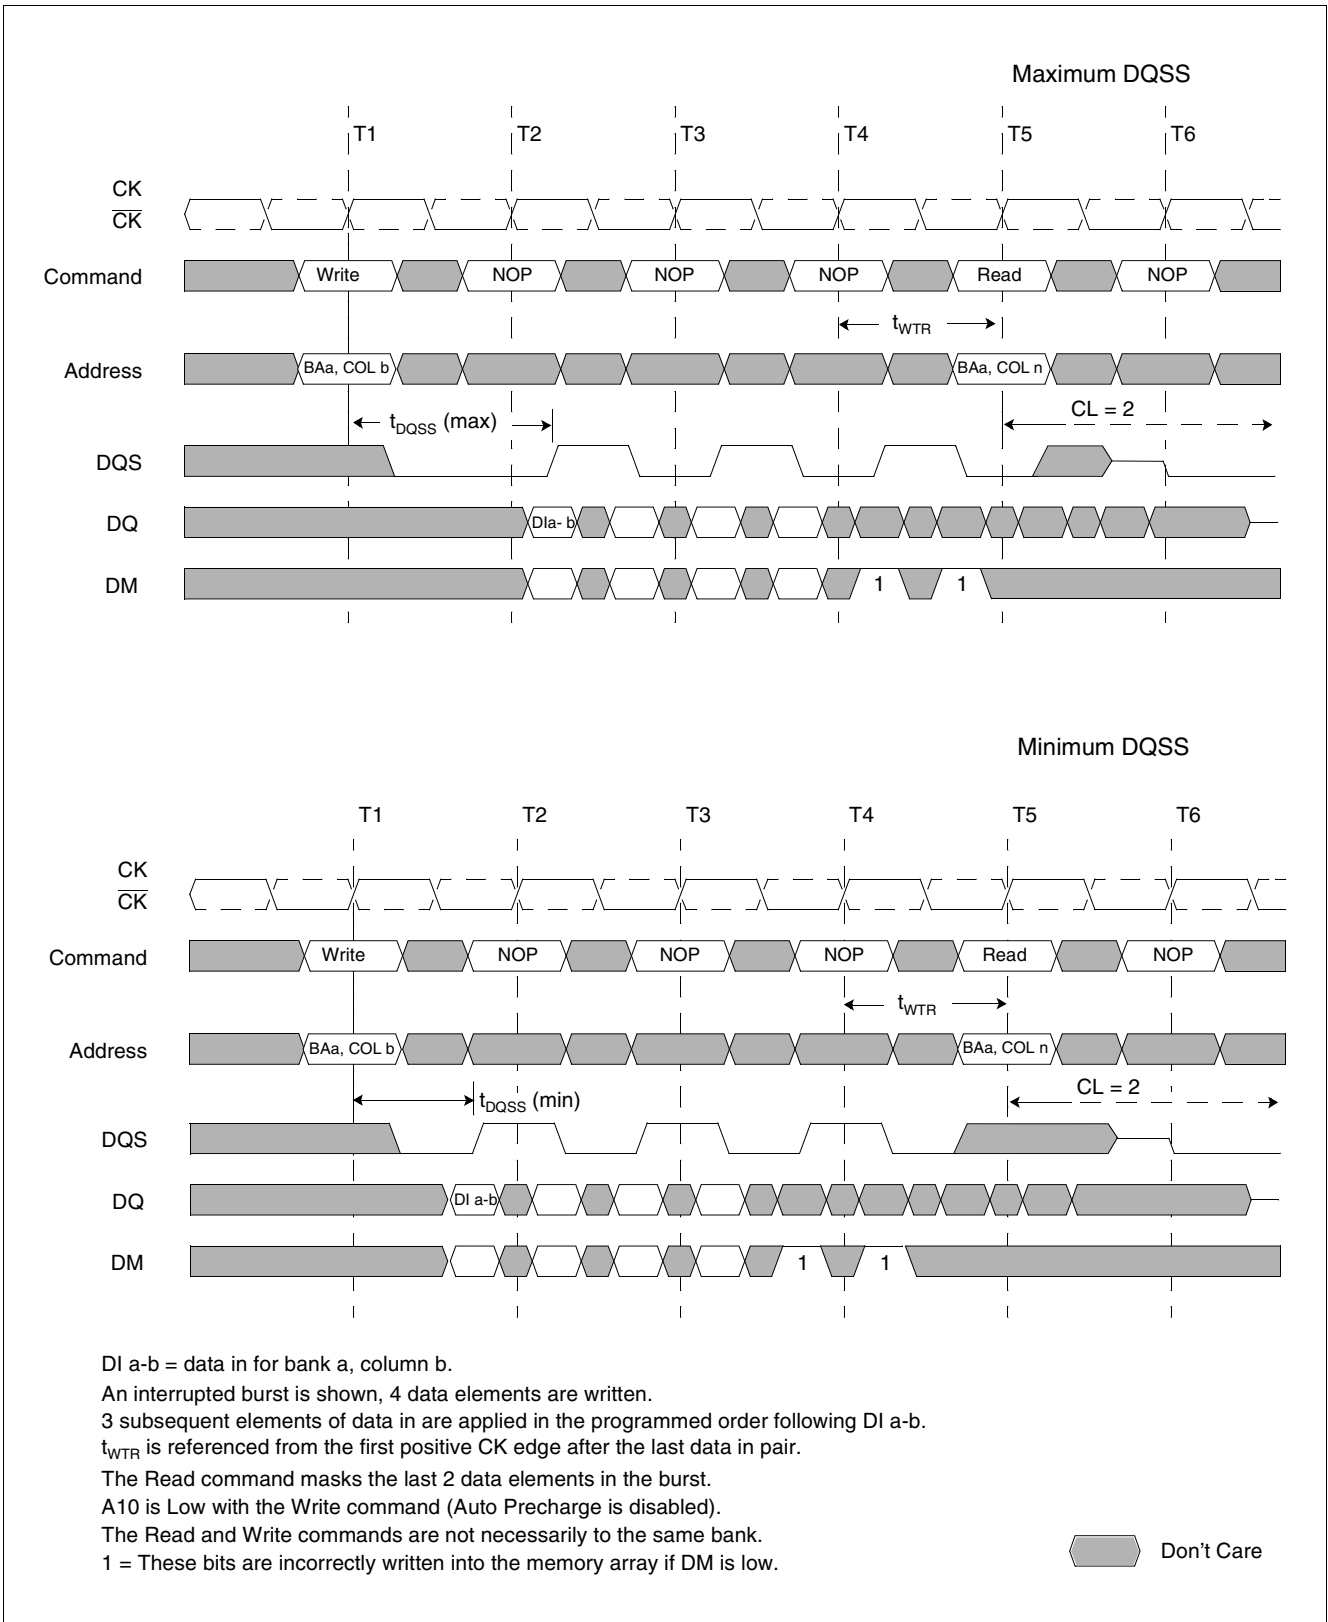 Maximum DQSS
T1 T2 T3 T4 T5 T6
CK
CK
Command Write NOP NOP NOP Read NOP
tWTR
Address BAa, COL b BAa, COL n
tDQSS (max) CL = 2
DQS
DQ DIa- b
DM 1 1
Minimum DQSS
T1 T2 T3 T4 T5 T6
CK
CK
Command Write NOP NOP NOP Read NOP
tWTR
Address BAa, COL b BAa, COL n
tDQSS (min) CL = 2
DQS
DQ DI a-b
DM 1 1
DI a-b = data in for bank a, column b.
An interrupted burst is shown, 4 data elements are written.
3 subsequent elements of data in are applied in the programmed order following DI a-b.
tWTR is referenced from the first positive CK edge after the last data in pair.
The Read command masks the last 2 data elements in the burst.
A10 is Low with the Write command (Auto Precharge is disabled).
The Read and Write commands are not necessarily to the same bank.
1 = These bits are incorrectly written into the memory array if DM is low.
Don't Care